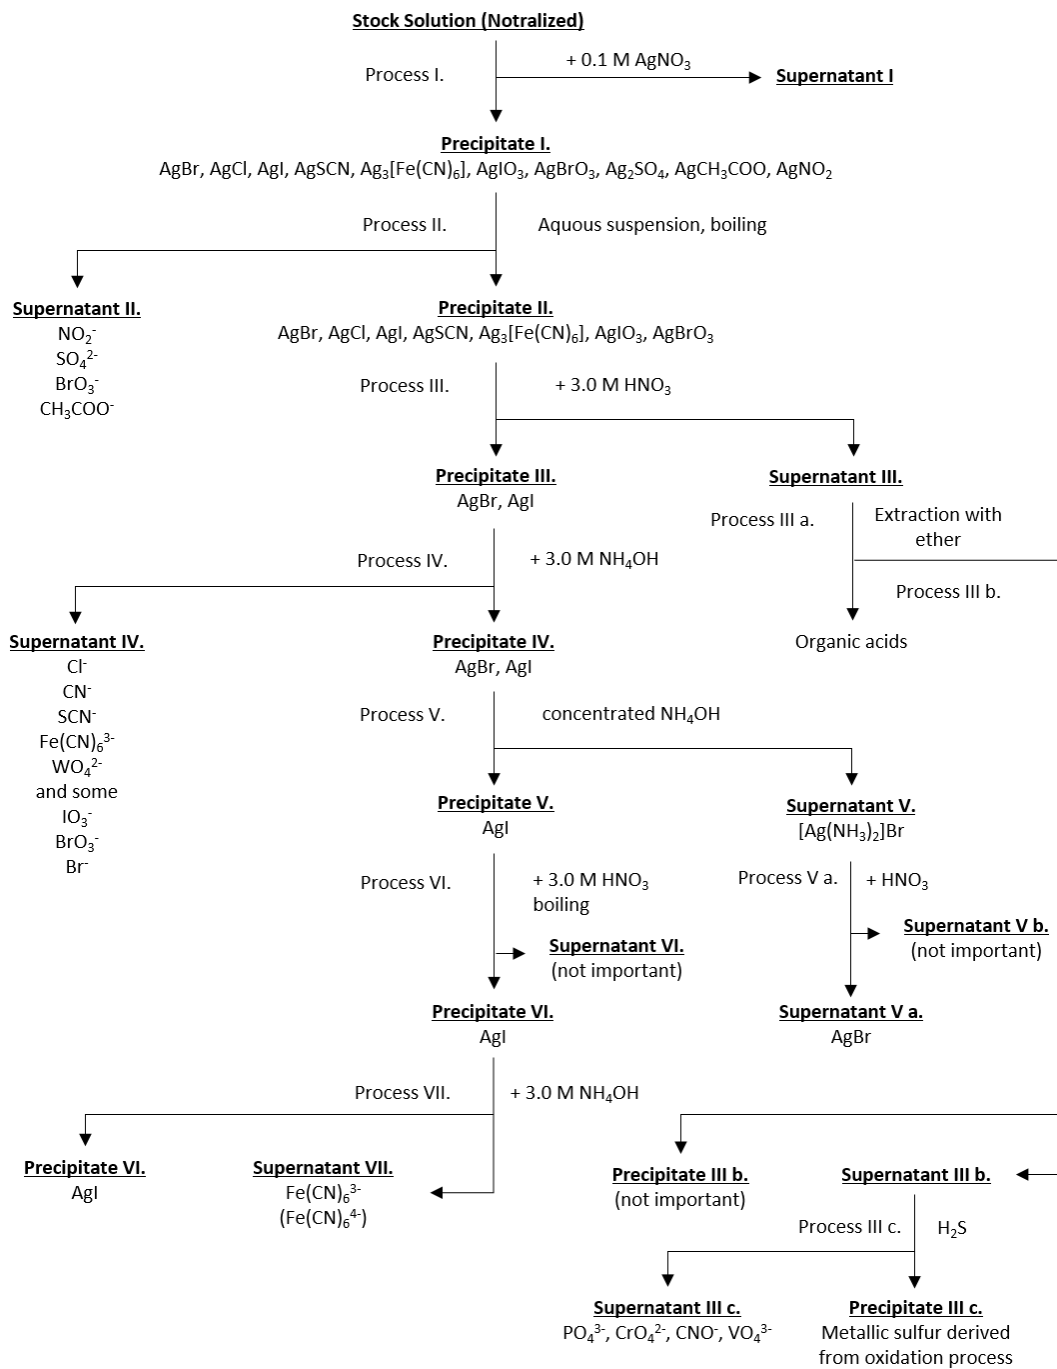 Stock Solution (Notralized)
+ 0.1 M AgNO₃
Process I.
Supernatant I
Precipitate I.
AgBr, AgCl, AgI, AgSCN, Ag₃[Fe(CN)₆], AgIO₃, AgBrO₃, Ag₂SO₄, AgCH₃COO, AgNO₂
Process II.
Aquous suspension, boiling
Supernatant II.
NO₂⁻
SO₄²⁻
BrO₃⁻
CH₃COO⁻
Precipitate II.
AgBr, AgCl, AgI, AgSCN, Ag₃[Fe(CN)₆], AgIO₃, AgBrO₃
Process III.
+ 3.0 M HNO₃
Precipitate III.
AgBr, AgI
Supernatant III.
Process III a.
Extraction with
ether
Process III b.
Organic acids
Process IV.
+ 3.0 M NH₄OH
Supernatant IV.
Cl⁻
CN⁻
SCN⁻
Fe(CN)₆³⁻
WO₄²⁻
and some
IO₃⁻
BrO₃⁻
Br⁻
Precipitate IV.
AgBr, AgI
Process V.
concentrated NH₄OH
Precipitate V.
AgI
Supernatant V.
[Ag(NH₃)₂]Br
Process VI.
+ 3.0 M HNO₃
boiling
Process V a.
+ HNO₃
Supernatant VI.
(not important)
Supernatant V b.
(not important)
Precipitate VI.
AgI
Supernatant V a.
AgBr
Process VII.
+ 3.0 M NH₄OH
Precipitate VI.
AgI
Supernatant VII.
Fe(CN)₆³⁻
(Fe(CN)₆⁴⁻)
Precipitate III b.
(not important)
Supernatant III b.
Process III c.
H₂S
Supernatant III c.
PO₄³⁻, CrO₄²⁻, CNO⁻, VO₄³⁻
Precipitate III c.
Metallic sulfur derived
from oxidation process